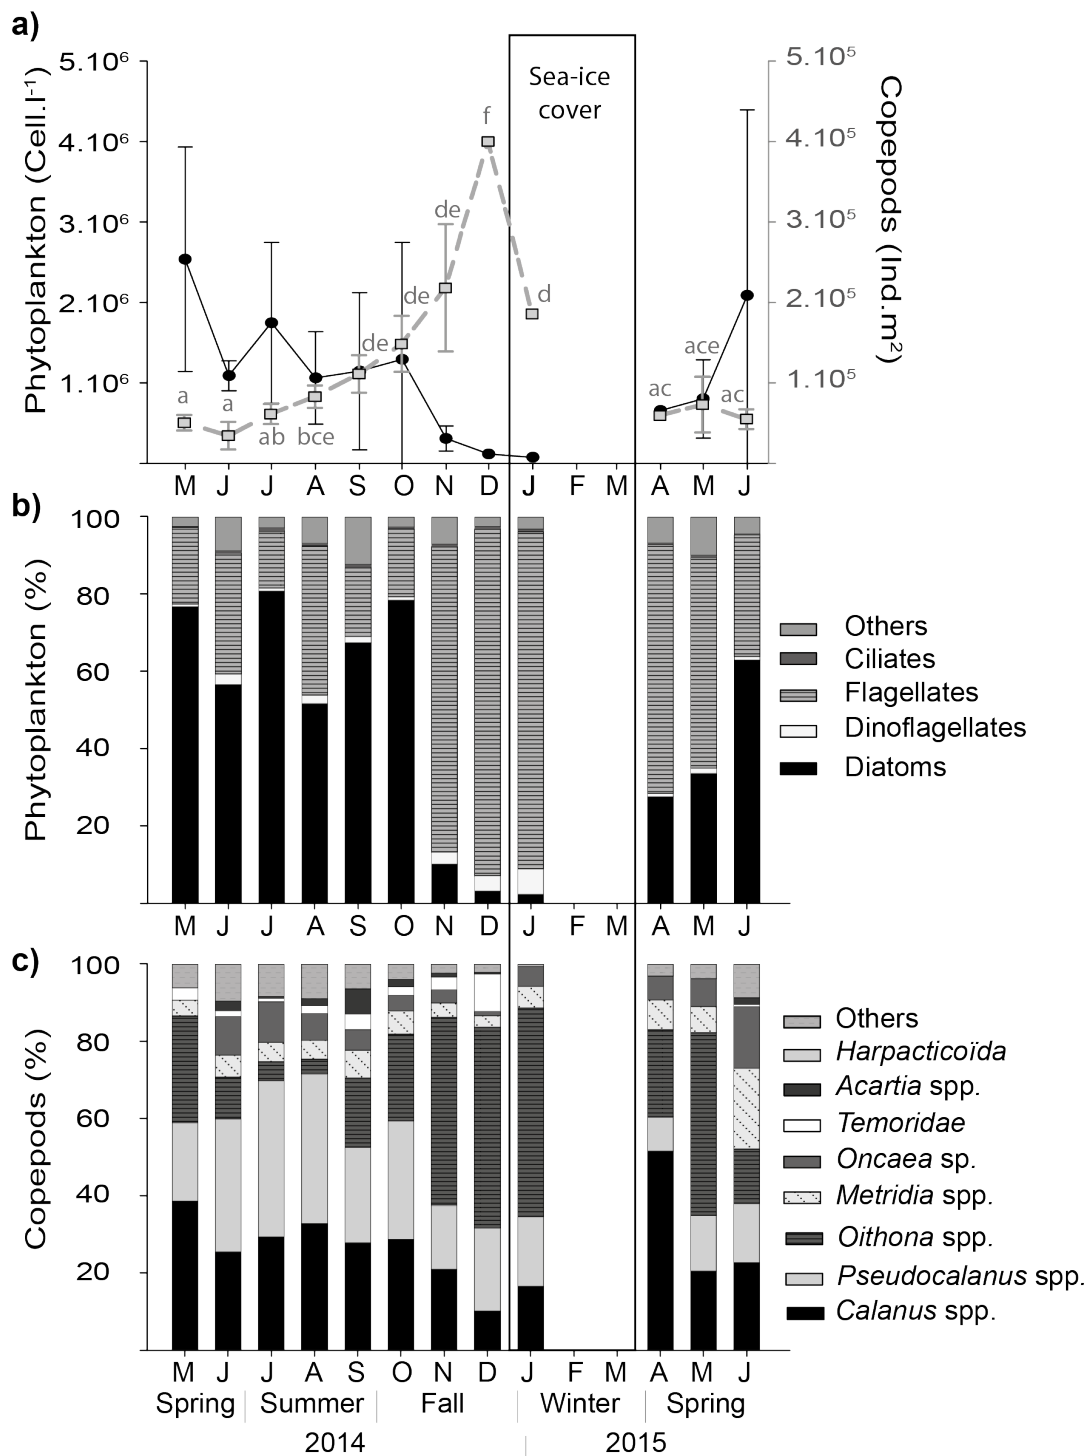 a)
Phytoplankton (Cell.l⁻¹)
5.10⁶
4.10⁶
3.10⁶
2.10⁶
1.10⁶
Sea-ice
cover
Copepods (Ind.m²)
5.10⁵
4.10⁵
3.10⁵
2.10⁵
1.10⁵
a
a
ab
bce
de
de
de
f
d
ac
ace
ac
M J J A S O N D J F M A M J
b)
Phytoplankton (%)
100
80
60
40
20
M J J A S O N D J F M A M J
Others
Ciliates
Flagellates
Dinoflagellates
Diatoms
c)
Copepods (%)
100
80
60
40
20
Others
Harpacticoïda
Acartia spp.
Temoridae
Oncaea sp.
Metridia spp.
Oithona spp.
Pseudocalanus spp.
Calanus spp.
M J J A S O N D J F M A M J
Spring Summer Fall Winter Spring
2014 2015